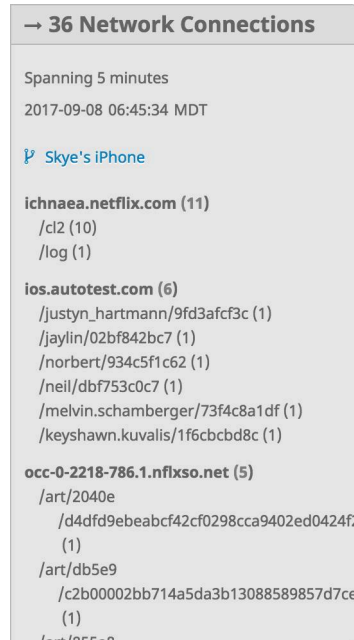 → 36 Network Connections
Spanning 5 minutes
2017-09-08 06:45:34 MDT
Skye's iPhone
ichnaea.netflix.com (11)
/cl2 (10)
/log (1)
ios.autotest.com (6)
/justyn_hartmann/9fd3afcf3c (1)
/jaylin/02bf842bc7 (1)
/norbert/934c5f1c62 (1)
/neil/dbf753c0c7 (1)
/melvin.schamberger/73f4c8a1df (1)
/keyshawn.kuvalis/1f6cbcbd8c (1)
occ-0-2218-786.1.nflxso.net (5)
/art/2040e
/d4dfd9ebeabcf42cf0298cca9402ed0424f2
(1)
/art/db5e9
/c2b00002bb714a5da3b13088589857d7ce
(1)